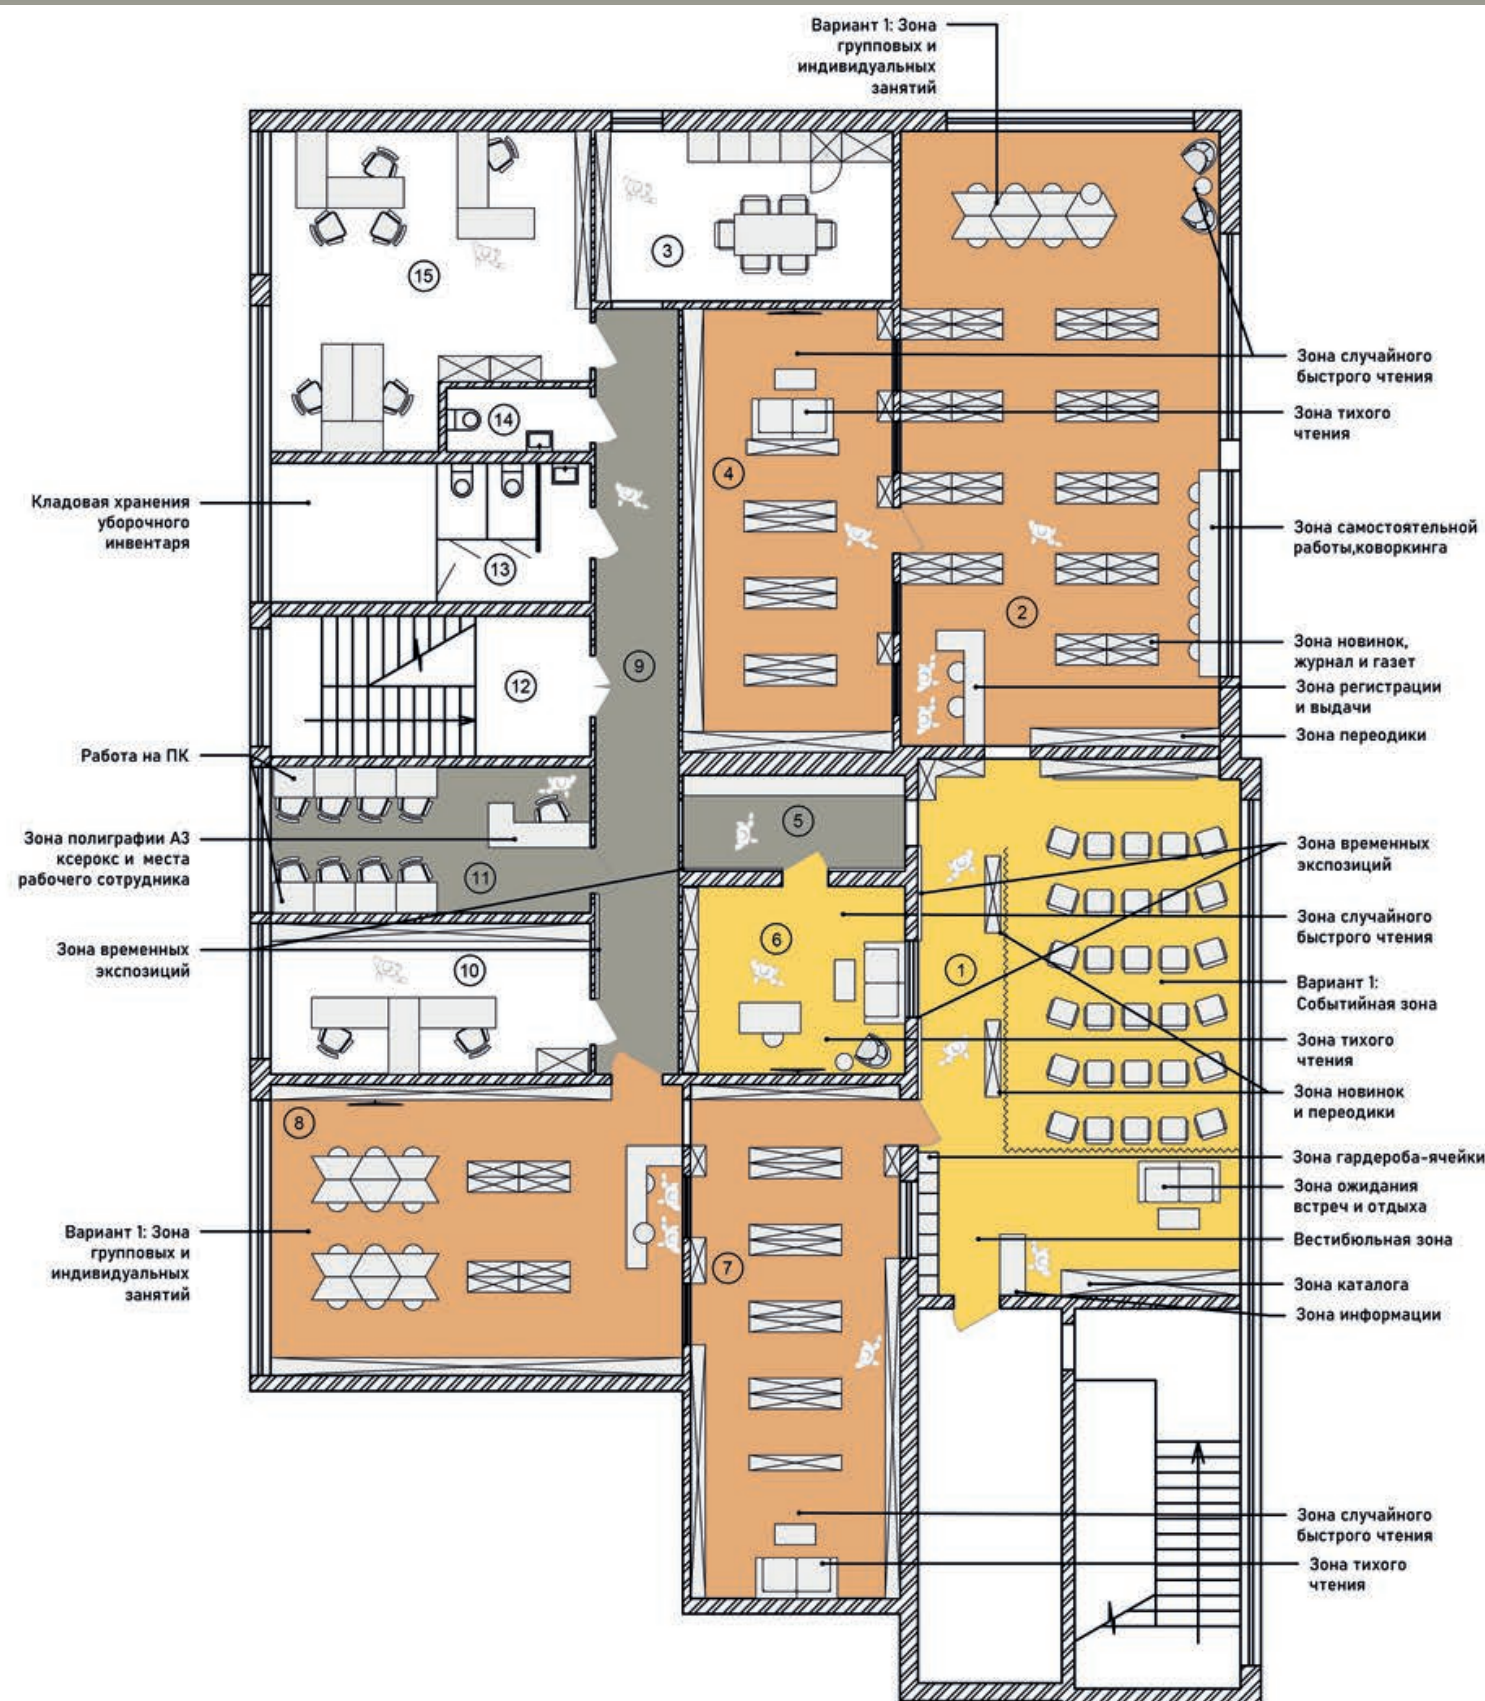 Вариант 1: Зона
групповых и
индивидуальных
занятий
15
3
Зона случайного
быстрого чтения
14
Зона тихого
чтения
4
Кладовая хранения
уборочного
инвентаря
Зона самостоятельной
работы,коворкинга
13
2
9
Зона новинок,
журнал и газет
12
Зона регистрации
и выдачи
Зона переодики
Работа на ПК
5
Зона полиграфии А3
ксерокс и места
рабочего сотрудника
Зона временных
экспозиций
11
Зона случайного
быстрого чтения
6
Зона временных
экспозиций
10
1
Вариант 1:
Событийная зона
Зона тихого
чтения
Зона новинок
и переодики
8
Зона гардероба-ячейки
Зона ожидания
встреч и отдыха
Вариант 1: Зона
групповых и
индивидуальных
занятий
Вестибюльная зона
7
Зона каталога
Зона информации
Зона случайного
быстрого чтения
Зона тихого
чтения